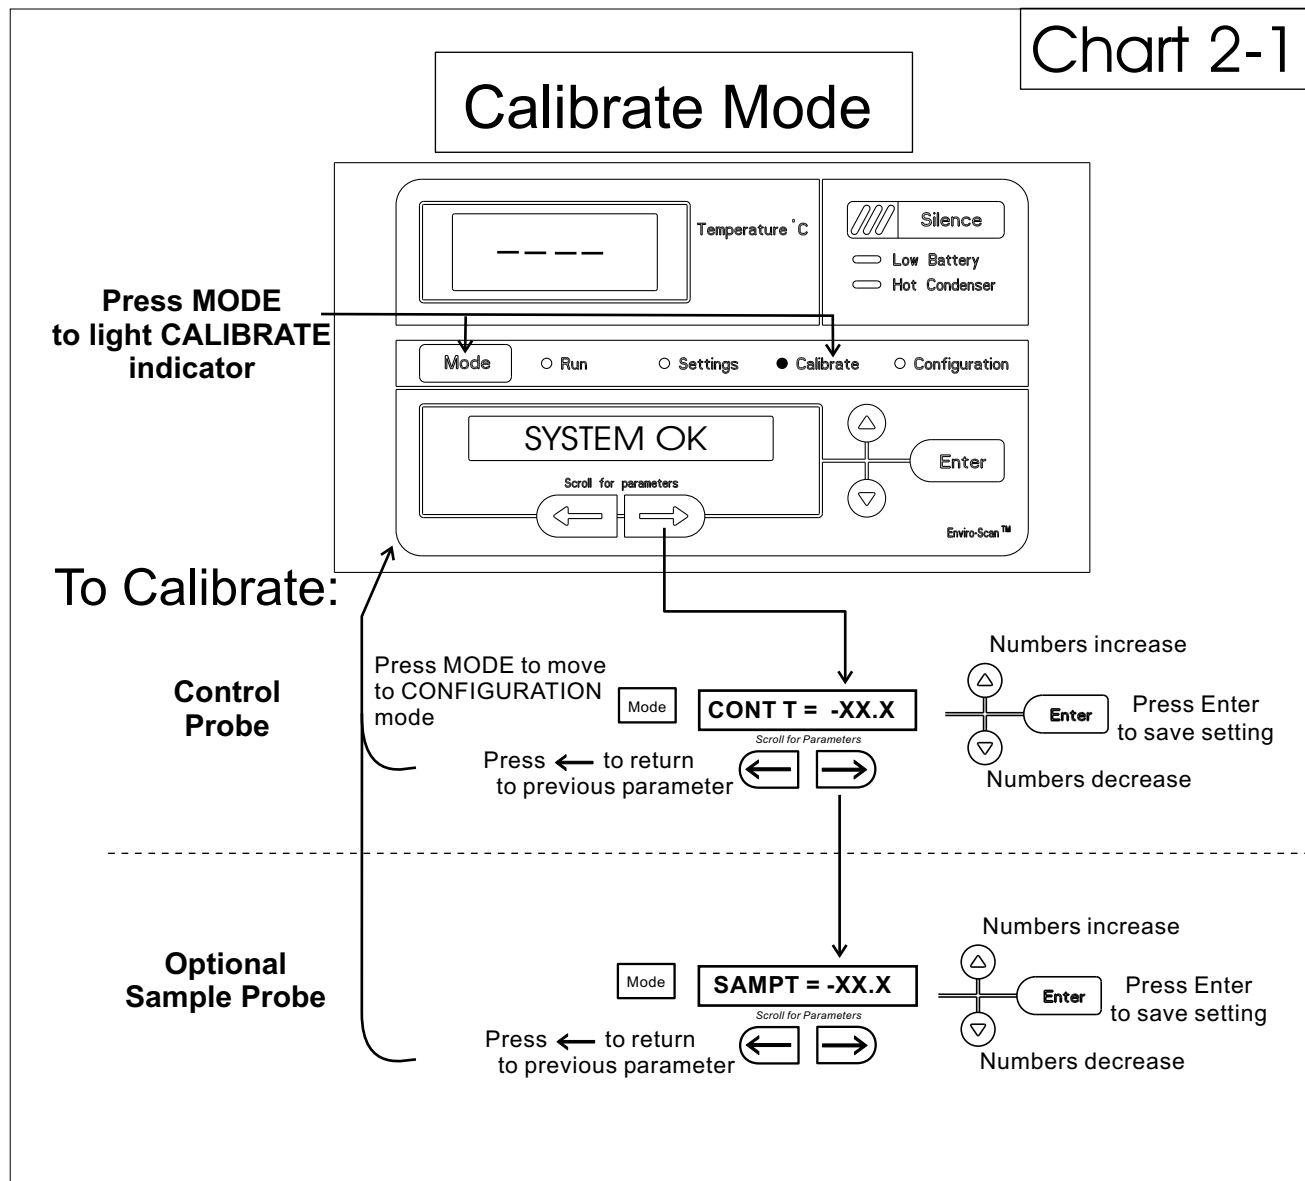 Chart 2-1
Calibrate Mode
----
Temperature °C
Silence
Low Battery
Hot Condenser
Press MODE
to light CALIBRATE
indicator
Mode
Run
Settings
Calibrate
Configuration
SYSTEM OK
Scroll for parameters
Enter
Enviro-Scan™
To Calibrate:
Control
Probe
Press MODE to move
to CONFIGURATION
mode
Mode
CONT T = -XX.X
Scroll for Parameters
Press ← to return
to previous parameter
Numbers increase
Enter
Press Enter
to save setting
Numbers decrease
Optional
Sample Probe
Mode
SAMPT = -XX.X
Scroll for Parameters
Press ← to return
to previous parameter
Numbers increase
Enter
Press Enter
to save setting
Numbers decrease